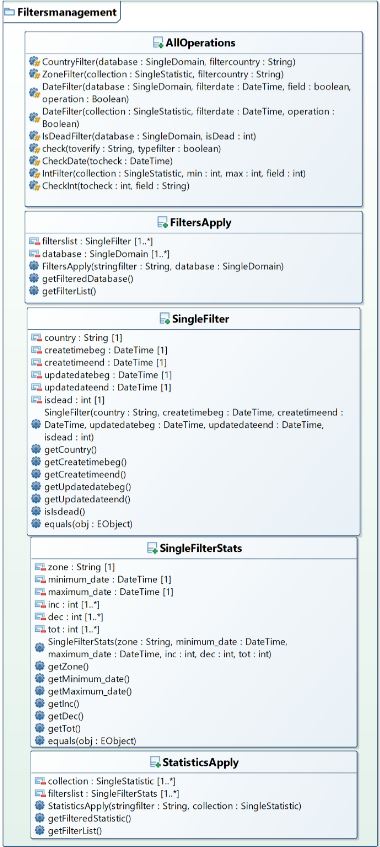 Filtersmanagement
AllOperations
CountryFilter(database : SingleDomain, filtercountry : String)
ZoneFilter(collection : SingleStatistic, filtercountry : String)
DateFilter(database : SingleDomain, filterdate : DateTime, field : boolean,
operation : Boolean)
DateFilter(collection : SingleStatistic, filterdate : DateTime, operation :
Boolean)
IsDeadFilter(database : SingleDomain, isDead : int)
check(toverify : String, typefilter : boolean)
CheckDate(tocheck : DateTime)
IntFilter(collection : SingleStatistic, min : int, max : int, field : int)
CheckInt(tocheck : int, field : String)
FiltersApply
filterslist : SingleFilter [1..*]
database : SingleDomain [1..*]
FiltersApply(stringfilter : String, database : SingleDomain)
getFilteredDatabase()
getFilterList()
SingleFilter
country : String [1]
createtimebeg : DateTime [1]
createtimeend : DateTime [1]
updatedatebeg : DateTime [1]
updatedateend : DateTime [1]
isdead : int [1]
SingleFilter(country : String, createtimebeg : DateTime, createtimeend :
DateTime, updatedatebeg : DateTime, updatedateend : DateTime,
isdead : int)
getCountry()
getCreatetimebeg()
getCreatetimeend()
getUpdatedatebeg()
getUpdatedateend()
isIsdead()
equals(obj : EObject)
SingleFilterStats
zone : String [1]
minimum_date : DateTime [1]
maximum_date : DateTime [1]
inc : int [1..*]
dec : int [1..*]
tot : int [1..*]
SingleFilterStats(zone : String, minimum_date : DateTime,
maximum_date : DateTime, inc : int, dec : int, tot : int)
getZone()
getMinimum_date()
getMaximum_date()
getInc()
getDec()
getTot()
equals(obj : EObject)
StatisticsApply
collection : SingleStatistic [1..*]
filterslist : SingleFilterStats [1..*]
StatisticsApply(stringfilter : String, collection : SingleStatistic)
getFilteredStatistic()
getFilterList()